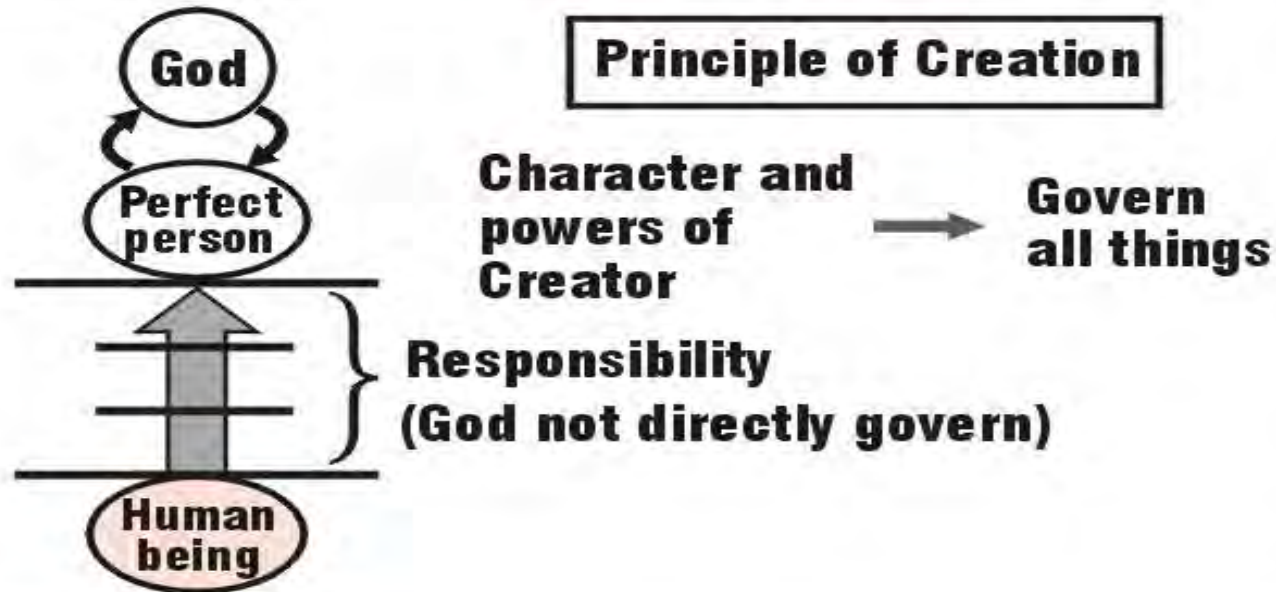 God
Perfect
person
Human
being
Principle of Creation
Character and
powers of
Creator
Govern
all things
Responsibility
(God not directly govern)